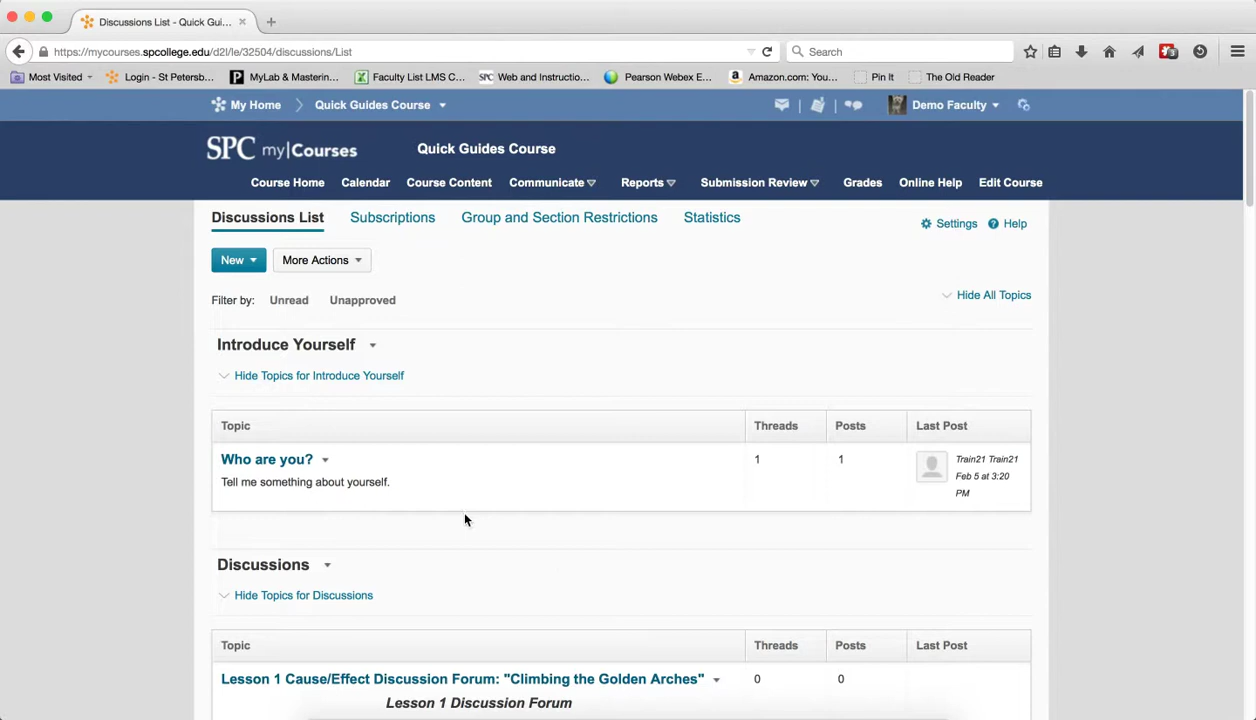 Discussions List - Quick Gui...
https://mycourses.spcollege.edu/d2l/le/32504/discussions/List
Search
Most Visited
Login - St Petersb...
MyLab & Mastering...
Faculty List LMS C...
Web and Instructio...
Pearson Webex E...
Amazon.com: You...
Pin It
The Old Reader
My Home
Quick Guides Course
Demo Faculty
SPC my|Courses
Quick Guides Course
Course Home
Calendar
Course Content
Communicate
Reports
Submission Review
Grades
Online Help
Edit Course
Discussions List
Subscriptions
Group and Section Restrictions
Statistics
Settings
Help
New
More Actions
Filter by:
Unread
Unapproved
Hide All Topics
Introduce Yourself
Hide Topics for Introduce Yourself
Topic
Threads
Posts
Last Post
Who are you?
1
1
Train21 Train21
Feb 5 at 3:20
PM
Tell me something about yourself.
Discussions
Hide Topics for Discussions
Topic
Threads
Posts
Last Post
Lesson 1 Cause/Effect Discussion Forum: "Climbing the Golden Arches"
0
0
Lesson 1 Discussion Forum